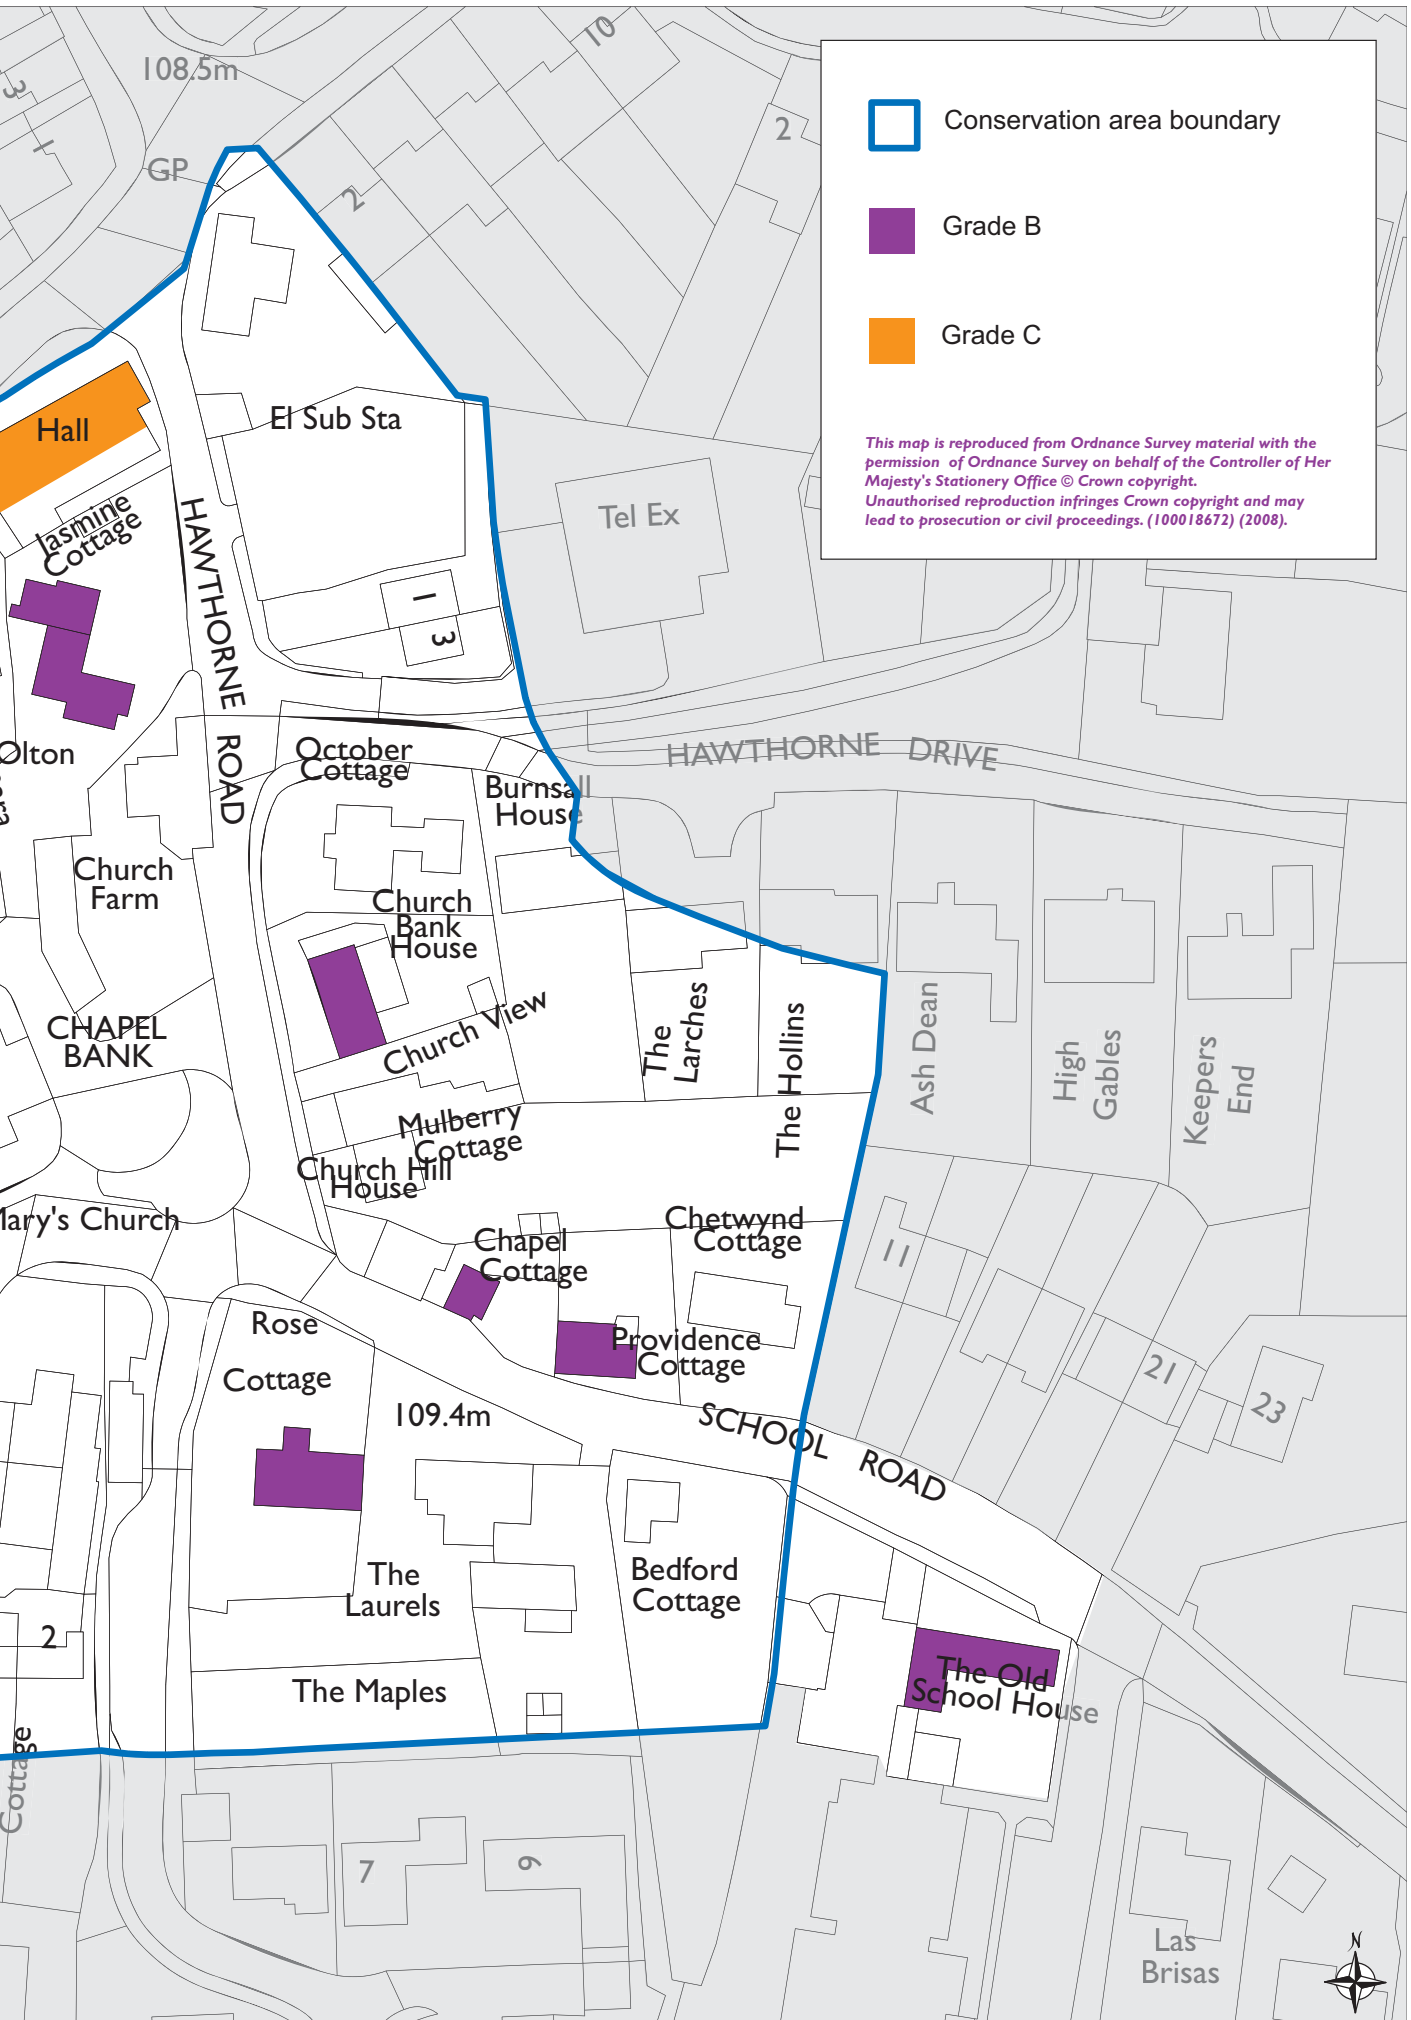 10
108.5m
3
1
GP
2
2
Conservation area boundary
Grade B
Grade C
This map is reproduced from Ordnance Survey material with the
permission of Ordnance Survey on behalf of the Controller of Her
Majesty's Stationery Office © Crown copyright.
Unauthorised reproduction infringes Crown copyright and may
lead to prosecution or civil proceedings. (100018672) (2008).
El Sub Sta
Hall
Jasmine
Cottage
Tel Ex
HAWTHORNE ROAD
1
3
Olton
October
Cottage
HAWTHORNE DRIVE
Burnsall
House
Church
Farm
Church
Bank
House
CHAPEL
BANK
Church View
The
Larches
The Hollins
Ash Dean
High
Gables
Keepers
End
Mulberry
Cottage
Church Hill
House
Mary's Church
Chapel
Cottage
Chetwynd
Cottage
11
Rose
Cottage
Providence
Cottage
21
23
109.4m
SCHOOL ROAD
The
Laurels
Bedford
Cottage
2
The Maples
The Old
School House
Cottage
7
9
Las
Brisas
N